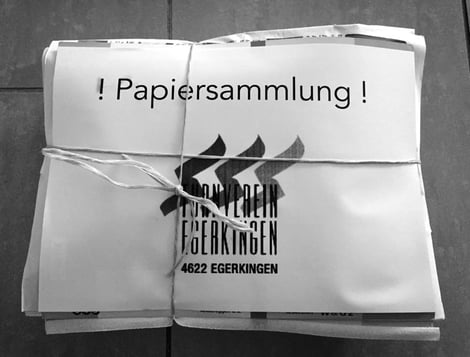 ! Papiersammlung !
TURNVEREIN
EGERKINGEN
4622 EGERKINGEN